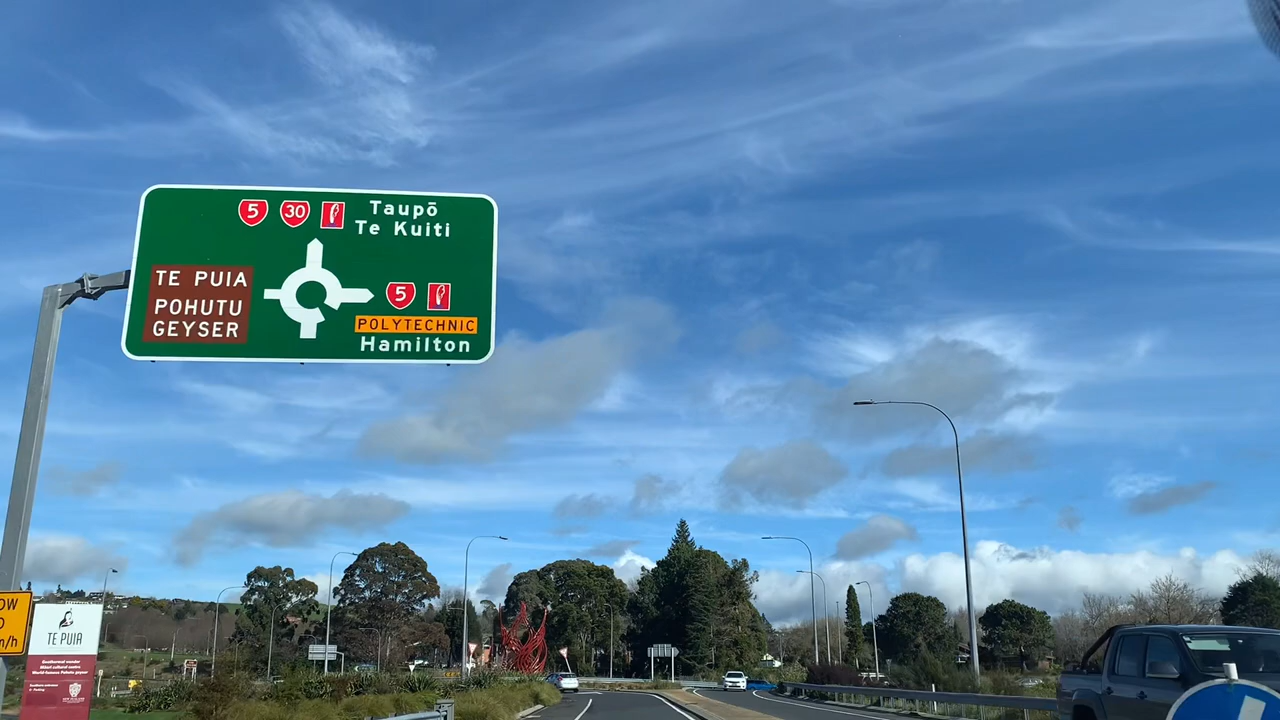 5 30 Taupō
Te Kuiti
TE PUIA
POHUTU
GEYSER
5
POLYTECHNIC
Hamilton
TE PUIA